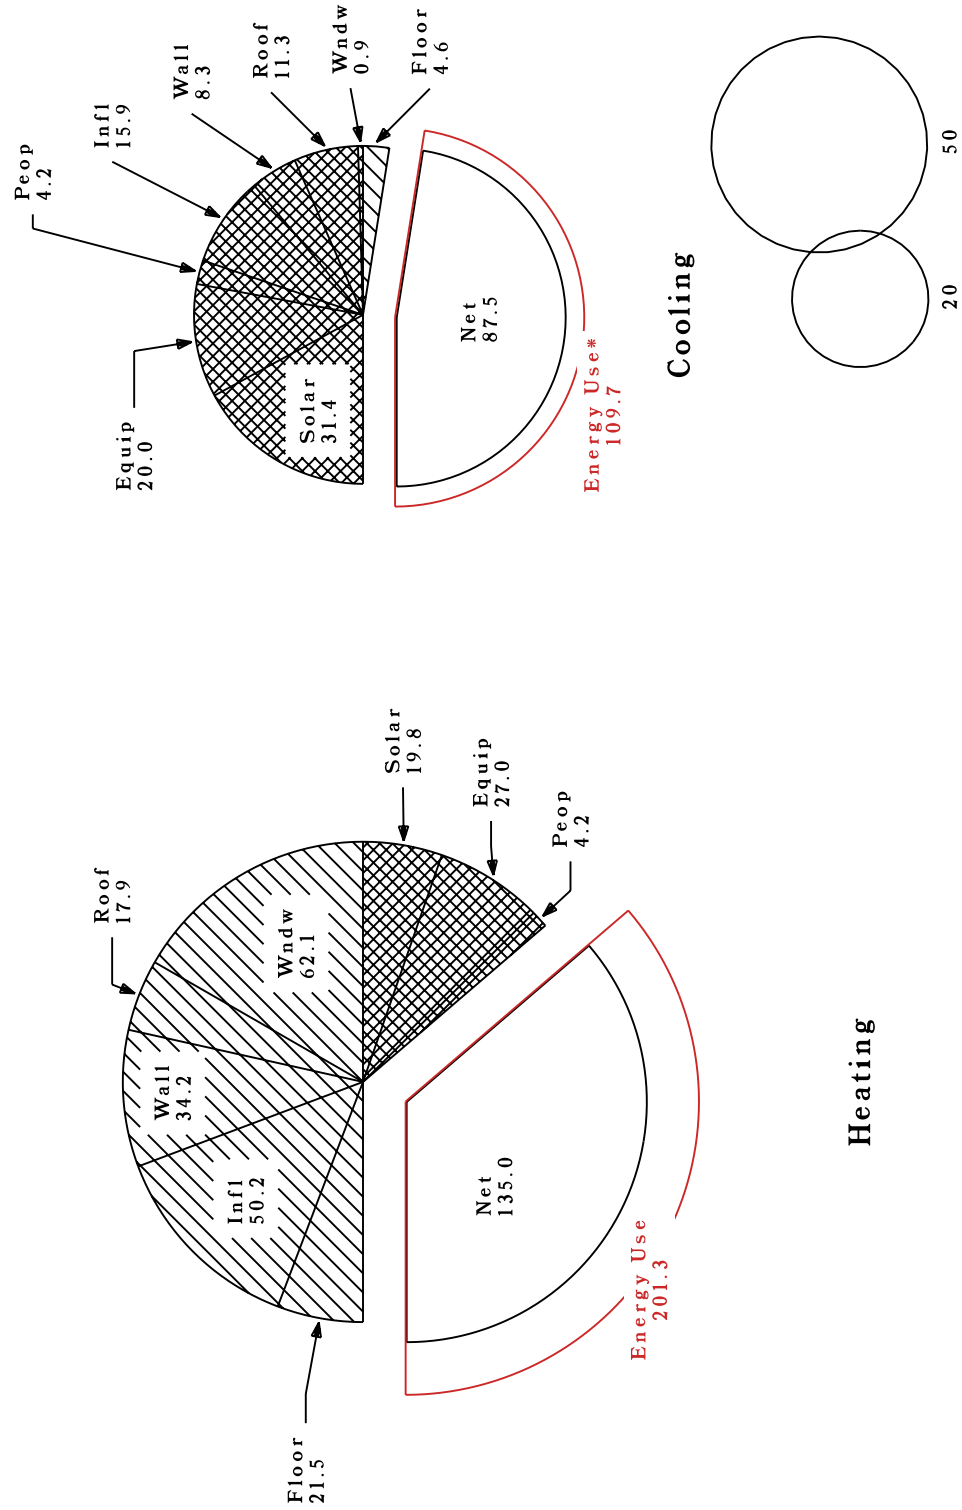 Floor
21.5
Infl
50.2
Wall
34.2
Roof
17.9
Wndw
62.1
Solar
19.8
Equip
27.0
Peop
4.2
Net
135.0
Energy Use
201.3
Heating
Equip
20.0
Peop
4.2
Infl
15.9
Wall
8.3
Roof
11.3
Wndw
0.9
Floor
4.6
Solar
31.4
Net
87.5
Energy Use*
109.7
Cooling
20
50